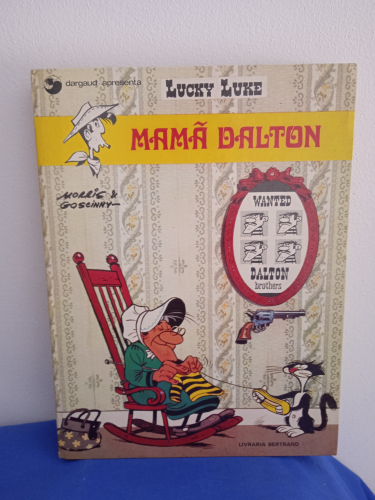 dargaud apresenta
LUCKY LUKE
MAMÃ DALTON
MORRIS &
GOSCINNY
WANTED
DALTON
brothers
LIVRARIA BERTRAND